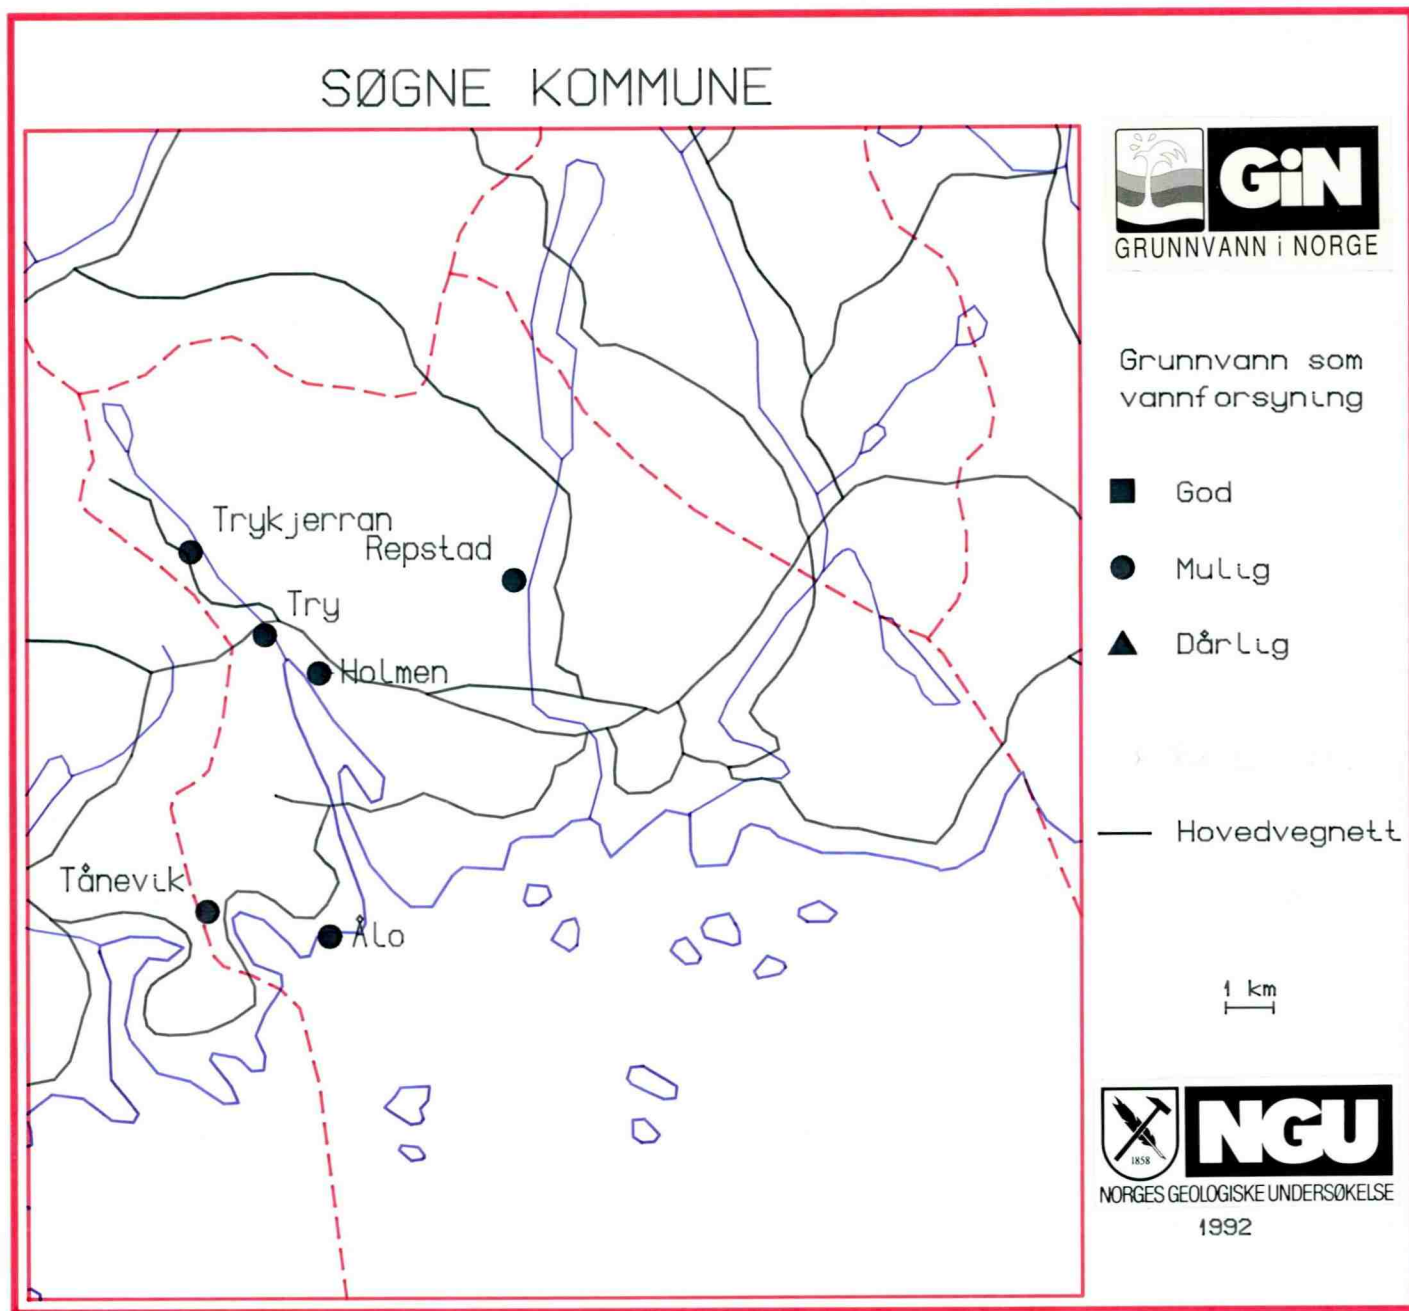 SØGNE KOMMUNE
GiN
GRUNNVANN i NORGE
Grunnvann som
vannforsyning
God
Mulig
Dårlig
Hovedvegnett
Trykjerran
Repstad
Try
Holmen
Tånevik
Ålo
1 km
1858
NGU
NORGES GEOLOGISKE UNDERSØKELSE
1992